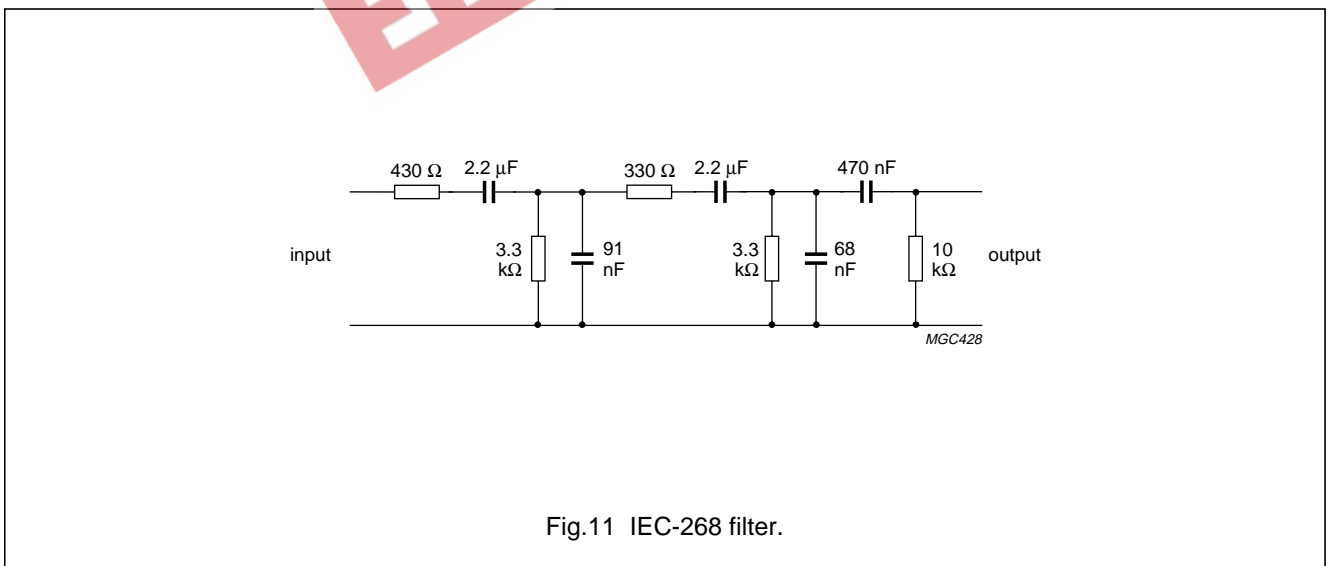 430 Ω 2.2 μF 330 Ω 2.2 μF 470 nF
input 3.3 kΩ 91 nF 3.3 kΩ 68 nF 10 kΩ output
MGC428
Fig.11 IEC-268 filter.